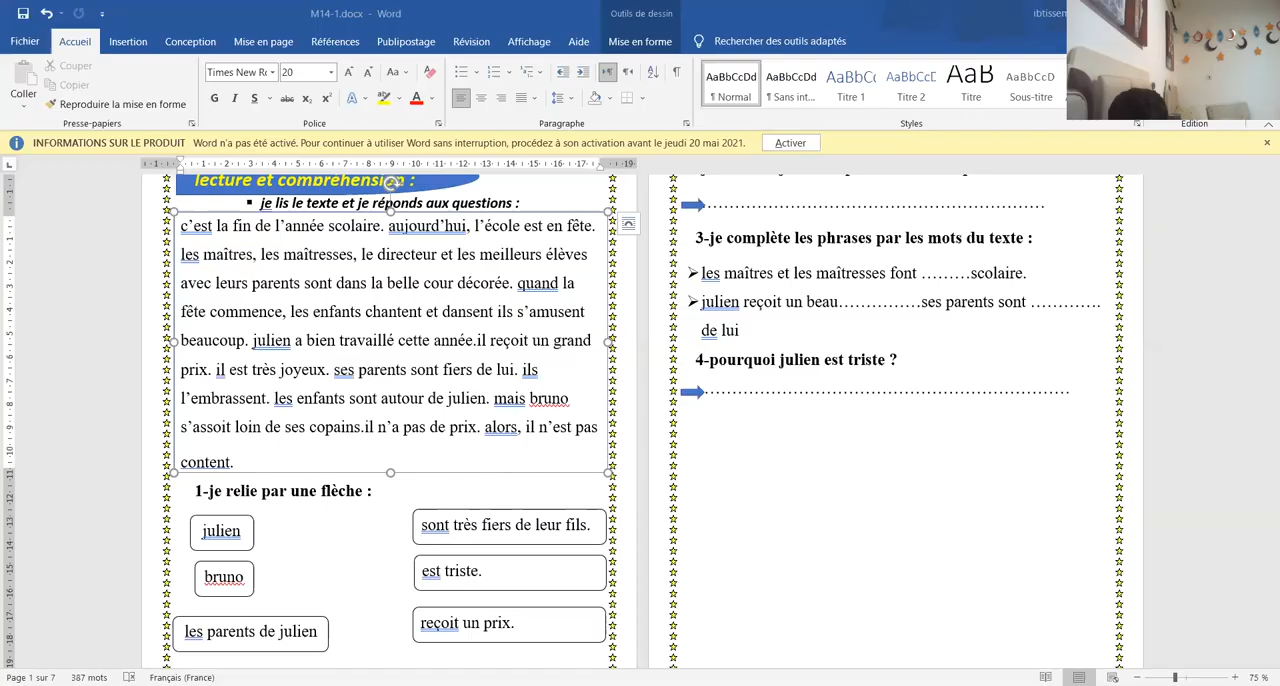 M14-1.docx - Word
Outils de dessin
ibtissem
Fichier Accueil Insertion Conception Mise en page Références Publipostage Révision Affichage Aide Mise en forme Rechercher des outils adaptés
Coller
Couper
Copier
Reproduire la mise en forme
Times New Ro 20
G I S abc x₂ x² A A
AaBbCcDd AaBbCcDd AaBbCc AaBbCcD AaB AaBbCcD
¶ Normal ¶ Sans int... Titre 1 Titre 2 Titre Sous-titre
Presse-papiers Police Paragraphe Styles Édition
INFORMATIONS SUR LE PRODUIT Word n'a pas été activé. Pour continuer à utiliser Word sans interruption, procédez à son activation avant le jeudi 20 mai 2021. Activer
lecture et compréhension :
▪ je lis le texte et je réponds aux questions :
c'est la fin de l'année scolaire. aujourd'hui, l'école est en fête.
les maîtres, les maîtresses, le directeur et les meilleurs élèves
avec leurs parents sont dans la belle cour décorée. quand la
fête commence, les enfants chantent et dansent ils s'amusent
beaucoup. julien a bien travaillé cette année.il reçoit un grand
prix. il est très joyeux. ses parents sont fiers de lui. ils
l'embrassent. les enfants sont autour de julien. mais bruno
s'assoit loin de ses copains.il n'a pas de prix. alors, il n'est pas
content.
1-je relie par une flèche :
julien
sont très fiers de leur fils.
bruno
est triste.
les parents de julien
reçoit un prix.
……………………………………………………
3-je complète les phrases par les mots du texte :
les maîtres et les maîtresses font ………scolaire.
julien reçoit un beau……………ses parents sont ………….
de lui
4-pourquoi julien est triste ?
…………………………………………………………
Page 1 sur 7 387 mots Français (France) 75 %